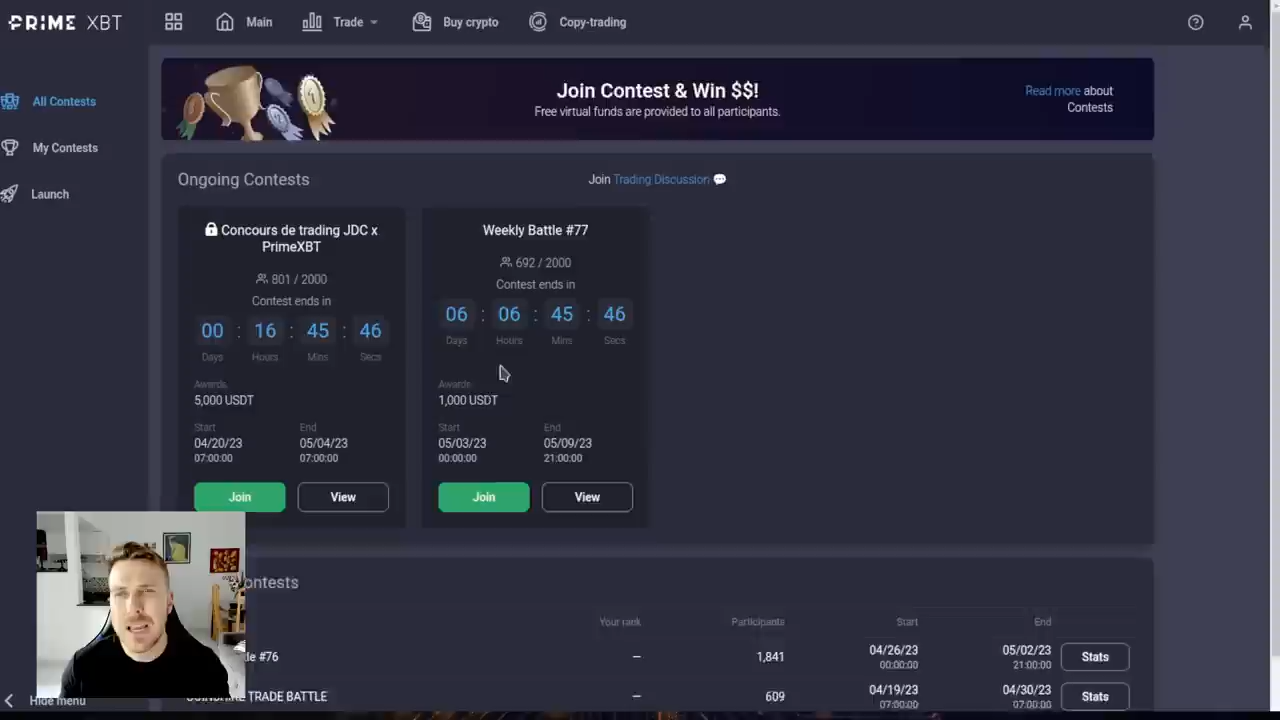 PRIME XBT
Main
Trade
Buy crypto
Copy-trading
All Contests
My Contests
Launch
Hide menu
Join Contest & Win $$!
Free virtual funds are provided to all participants.
Read more about
Contests
Ongoing Contests
Join Trading Discussion 💬
Concours de trading JDC x
PrimeXBT
801 / 2000
Contest ends in
00 : 16 : 45 : 46
Days Hours Mins Secs
Awards
5,000 USDT
Start End
04/20/23 05/04/23
07:00:00 07:00:00
Join View
Weekly Battle #77
692 / 2000
Contest ends in
06 : 06 : 45 : 46
Days Hours Mins Secs
Awards
1,000 USDT
Start End
05/03/23 05/09/23
00:00:00 21:00:00
Join View
ontests
Your rank Participants Start End
#76 – 1,841 04/26/23 05/02/23 Stats
00:00:00 21:00:00
TRADE BATTLE – 609 04/19/23 04/30/23 Stats
07:00:00 07:00:00